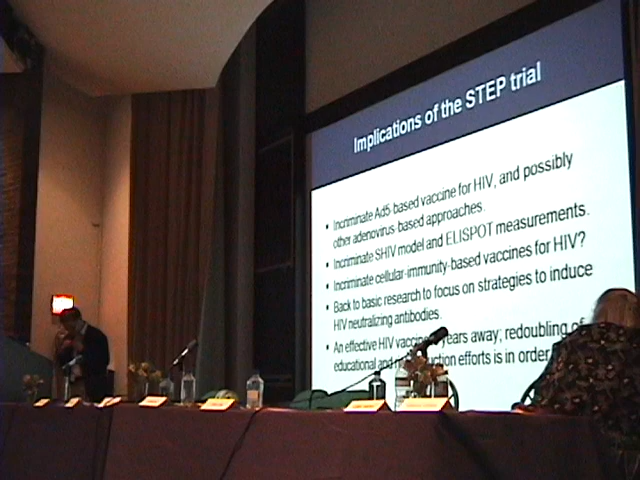 Implications of the STEP trial
• Incriminate Ad5 based vaccine for HIV, and possibly
other adenovirus-based approaches.
• Incriminate SHIV model and ELISPOT measurements.
• Incriminate cellular-immunity-based vaccines for HIV?
• Back to basic research to focus on strategies to induce
HIV neutralizing antibodies.
• An effective HIV years away; redoubling of
educational and efforts is in order